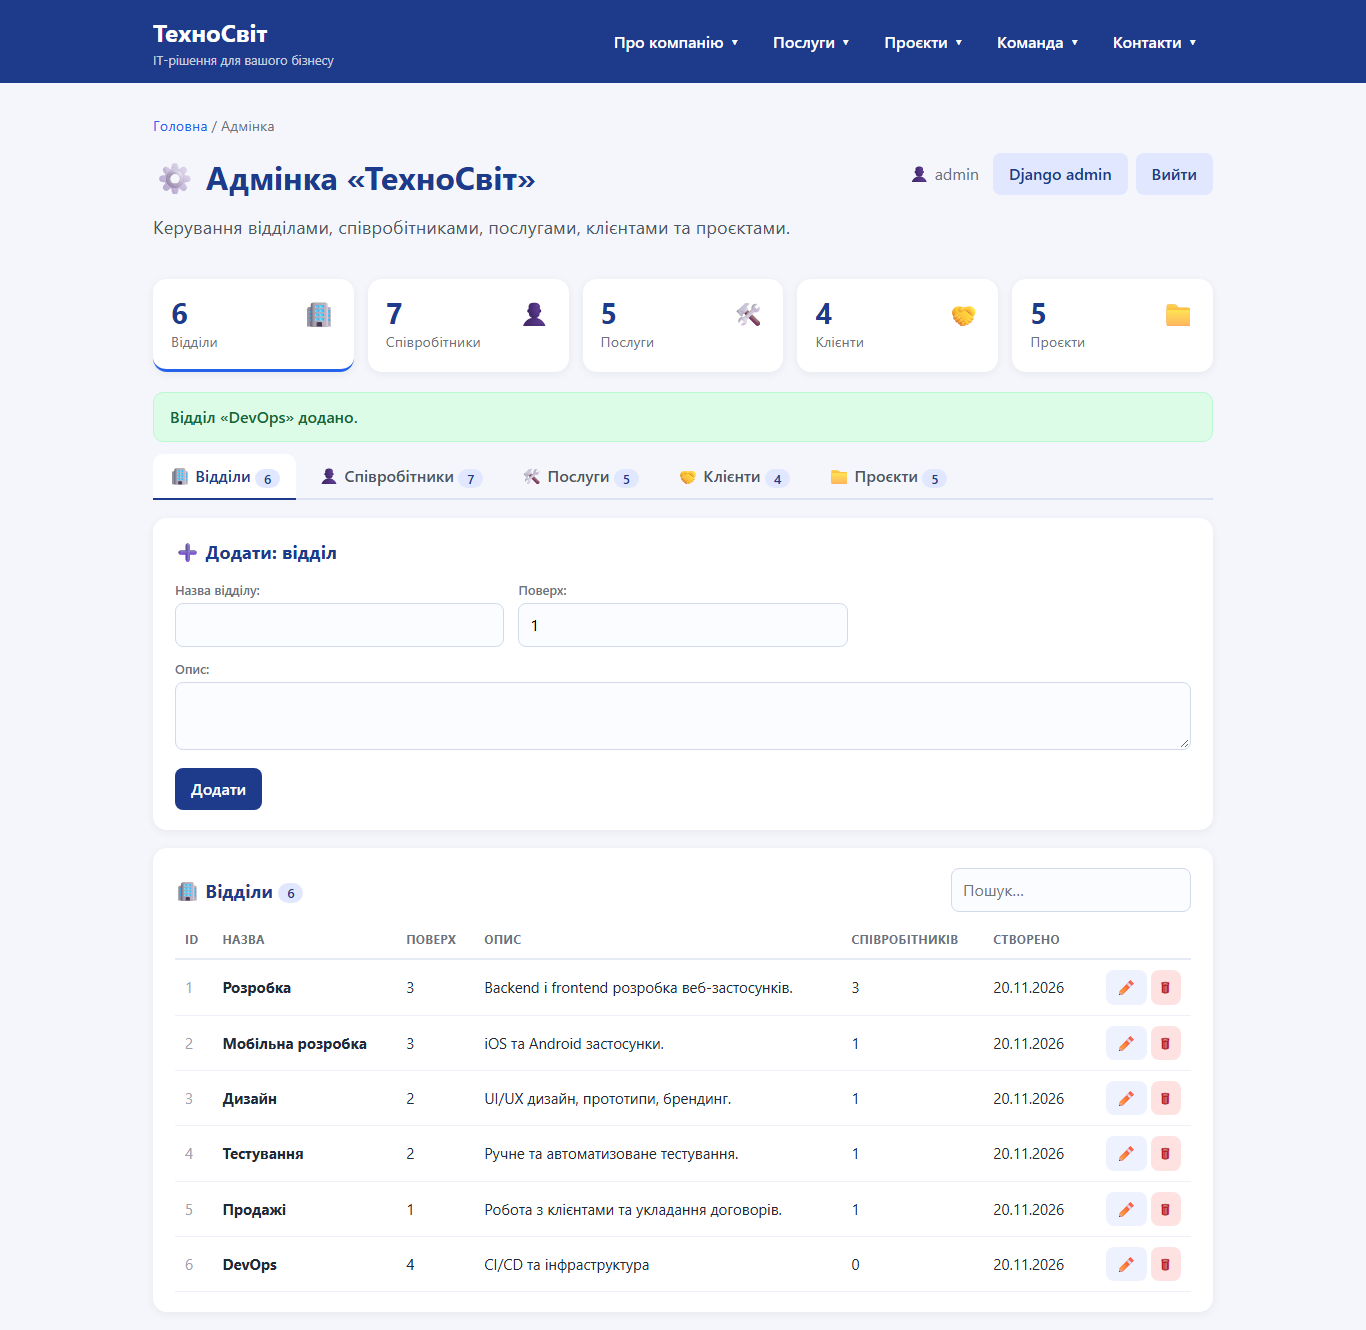 ТехноСвіт
ІТ-рішення для вашого бізнесу
Про компанію ▼ Послуги ▼ Проєкти ▼ Команда ▼ Контакти ▼
Головна / Адмінка
Адмінка «ТехноСвіт»
admin Django admin Вийти
Керування відділами, співробітниками, послугами, клієнтами та проєктами.
6 7 5 4 5
Відділи Співробітники Послуги Клієнти Проєкти
Відділ «DevOps» додано.
Відділи 6 Співробітники 7 Послуги 5 Клієнти 4 Проєкти 5
Додати: відділ
Назва відділу: Поверх:
1
Опис:
Додати
Відділи 6 Пошук...
ID НАЗВА ПОВЕРХ ОПИС СПІВРОБІТНИКІВ СТВОРЕНО
1 Розробка 3 Backend і frontend розробка веб-застосунків. 3 20.11.2026
2 Мобільна розробка 3 iOS та Android застосунки. 1 20.11.2026
3 Дизайн 2 UI/UX дизайн, прототипи, брендинг. 1 20.11.2026
4 Тестування 2 Ручне та автоматизоване тестування. 1 20.11.2026
5 Продажі 1 Робота з клієнтами та укладання договорів. 1 20.11.2026
6 DevOps 4 CI/CD та інфраструктура 0 20.11.2026